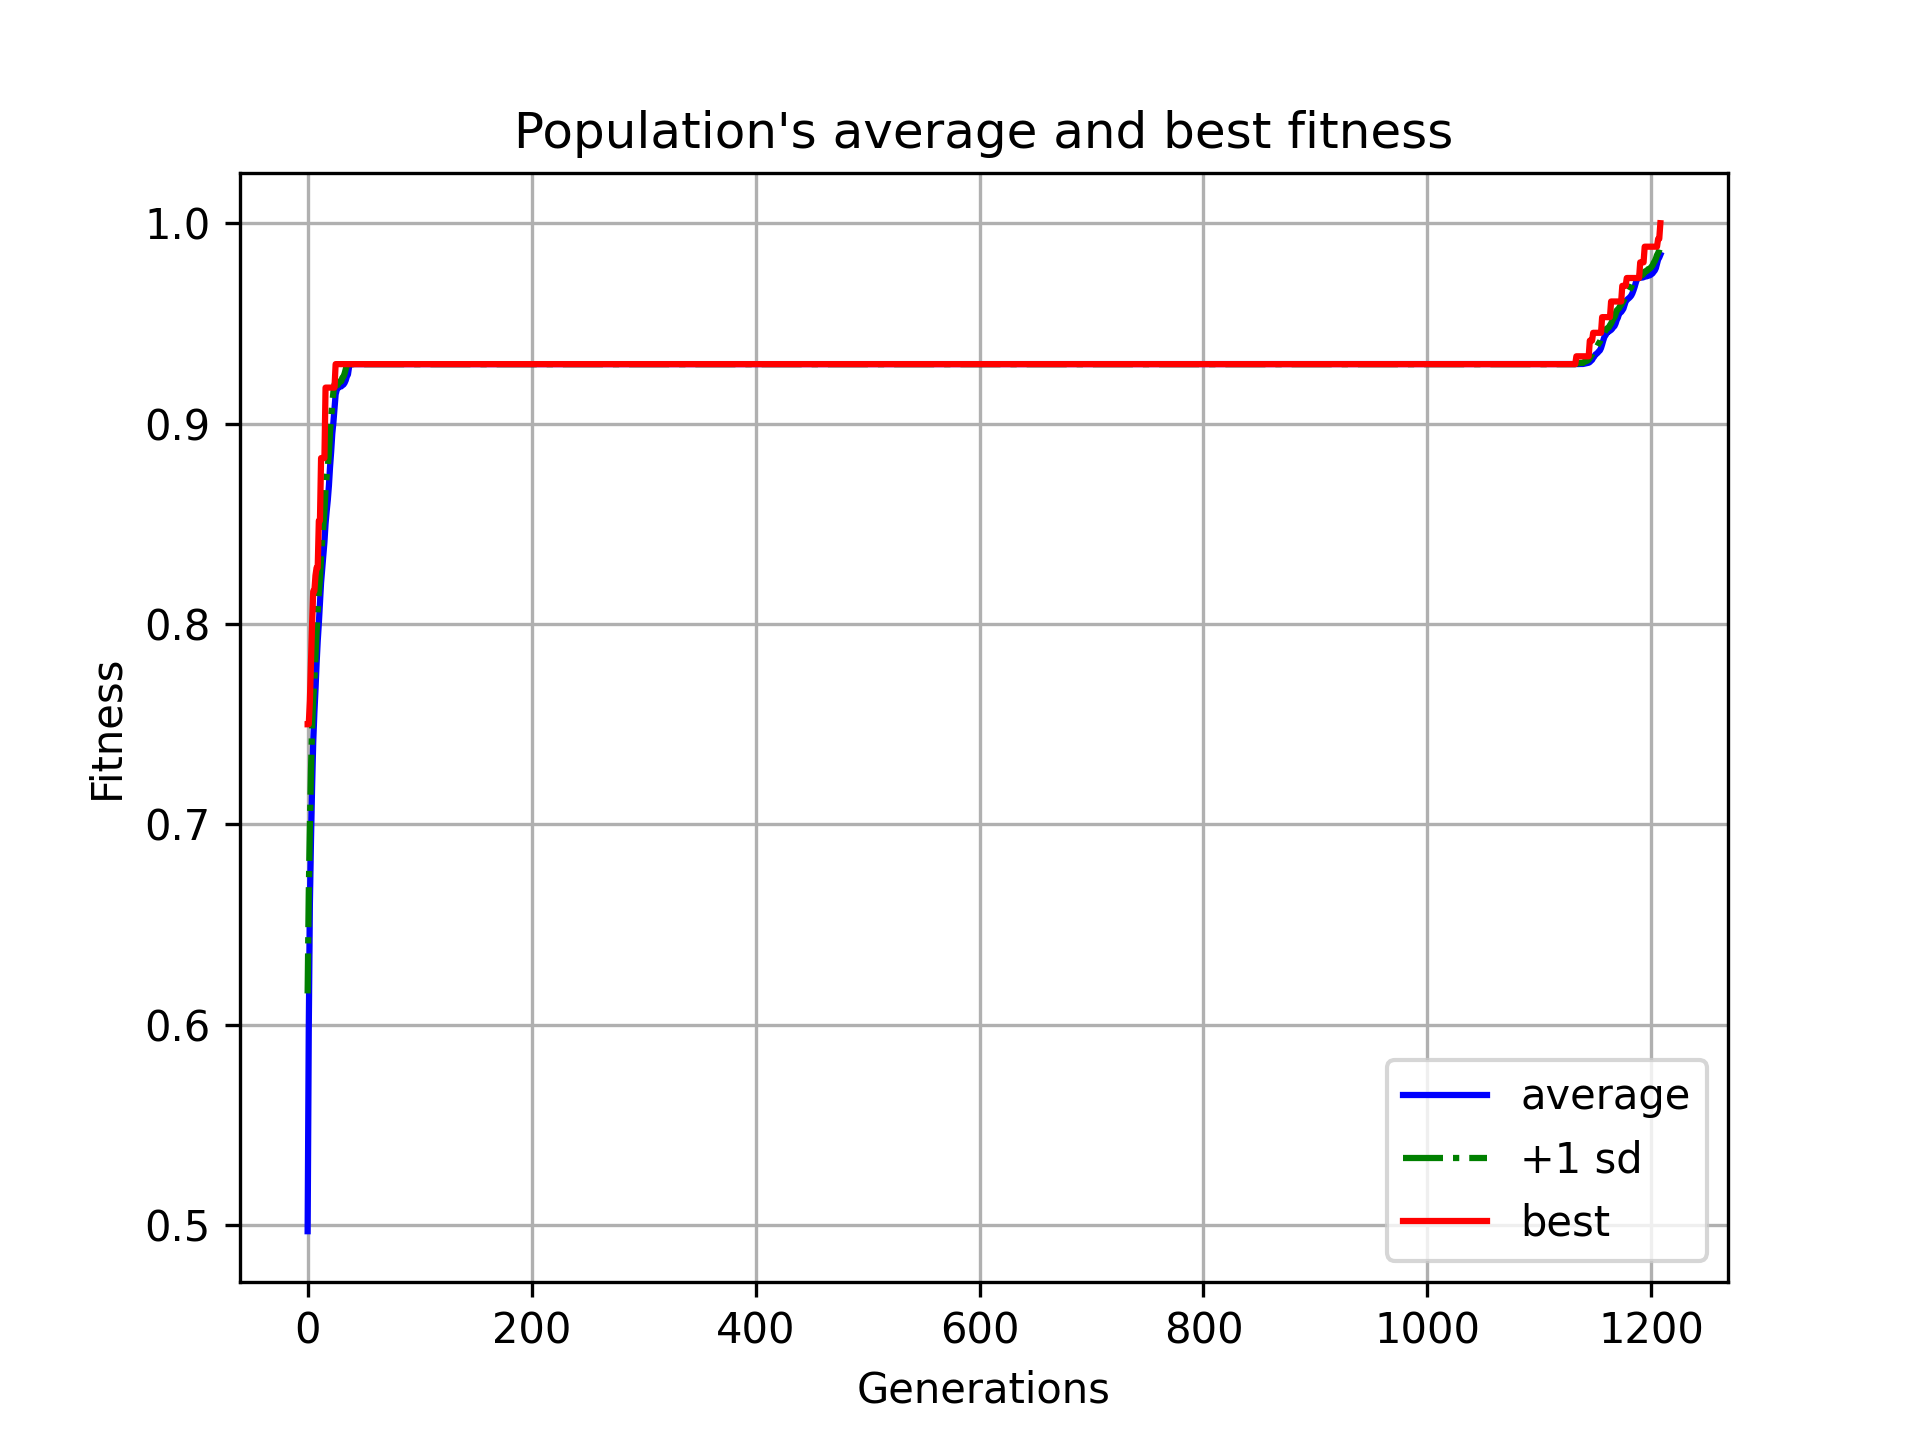 Population's average and best fitness
1.0
0.9
0.8
0.7
0.6
0.5
Fitness
0 200 400 600 800 1000 1200
Generations
average
+1 sd
best